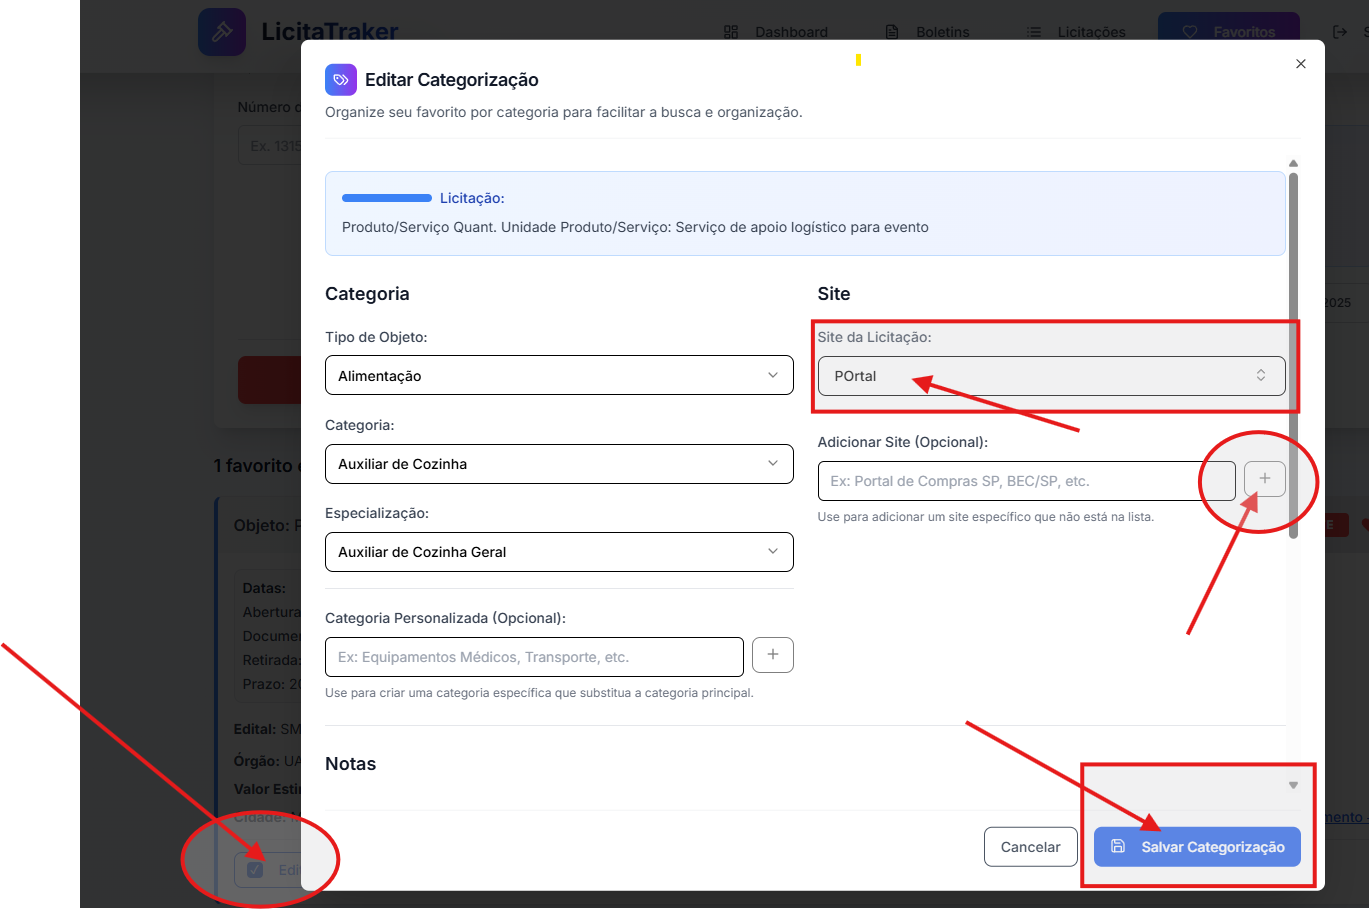 LicitaTraker
Dashboard
Boletins
Licitações
Favoritos
Editar Categorização
Organize seu favorito por categoria para facilitar a busca e organização.
Número
Ex. 1315
Licitação:
Produto/Serviço Quant. Unidade Produto/Serviço: Serviço de apoio logístico para evento
Categoria
Tipo de Objeto:
Alimentação
Categoria:
Auxiliar de Cozinha
Especialização:
Auxiliar de Cozinha Geral
Categoria Personalizada (Opcional):
Ex: Equipamentos Médicos, Transporte, etc.
Use para criar uma categoria específica que substitua a categoria principal.
Site
Site da Licitação:
POrtal
Adicionar Site (Opcional):
Ex: Portal de Compras SP, BEC/SP, etc.
Use para adicionar um site específico que não está na lista.
Notas
Cancelar
Salvar Categorização
2025
1 favorito
Objeto:
Datas:
Abertura
Docume
Retirada:
Prazo: 20
Edital: SM
Órgão: UA
Valor Esti
Cidade:
Edi
mento